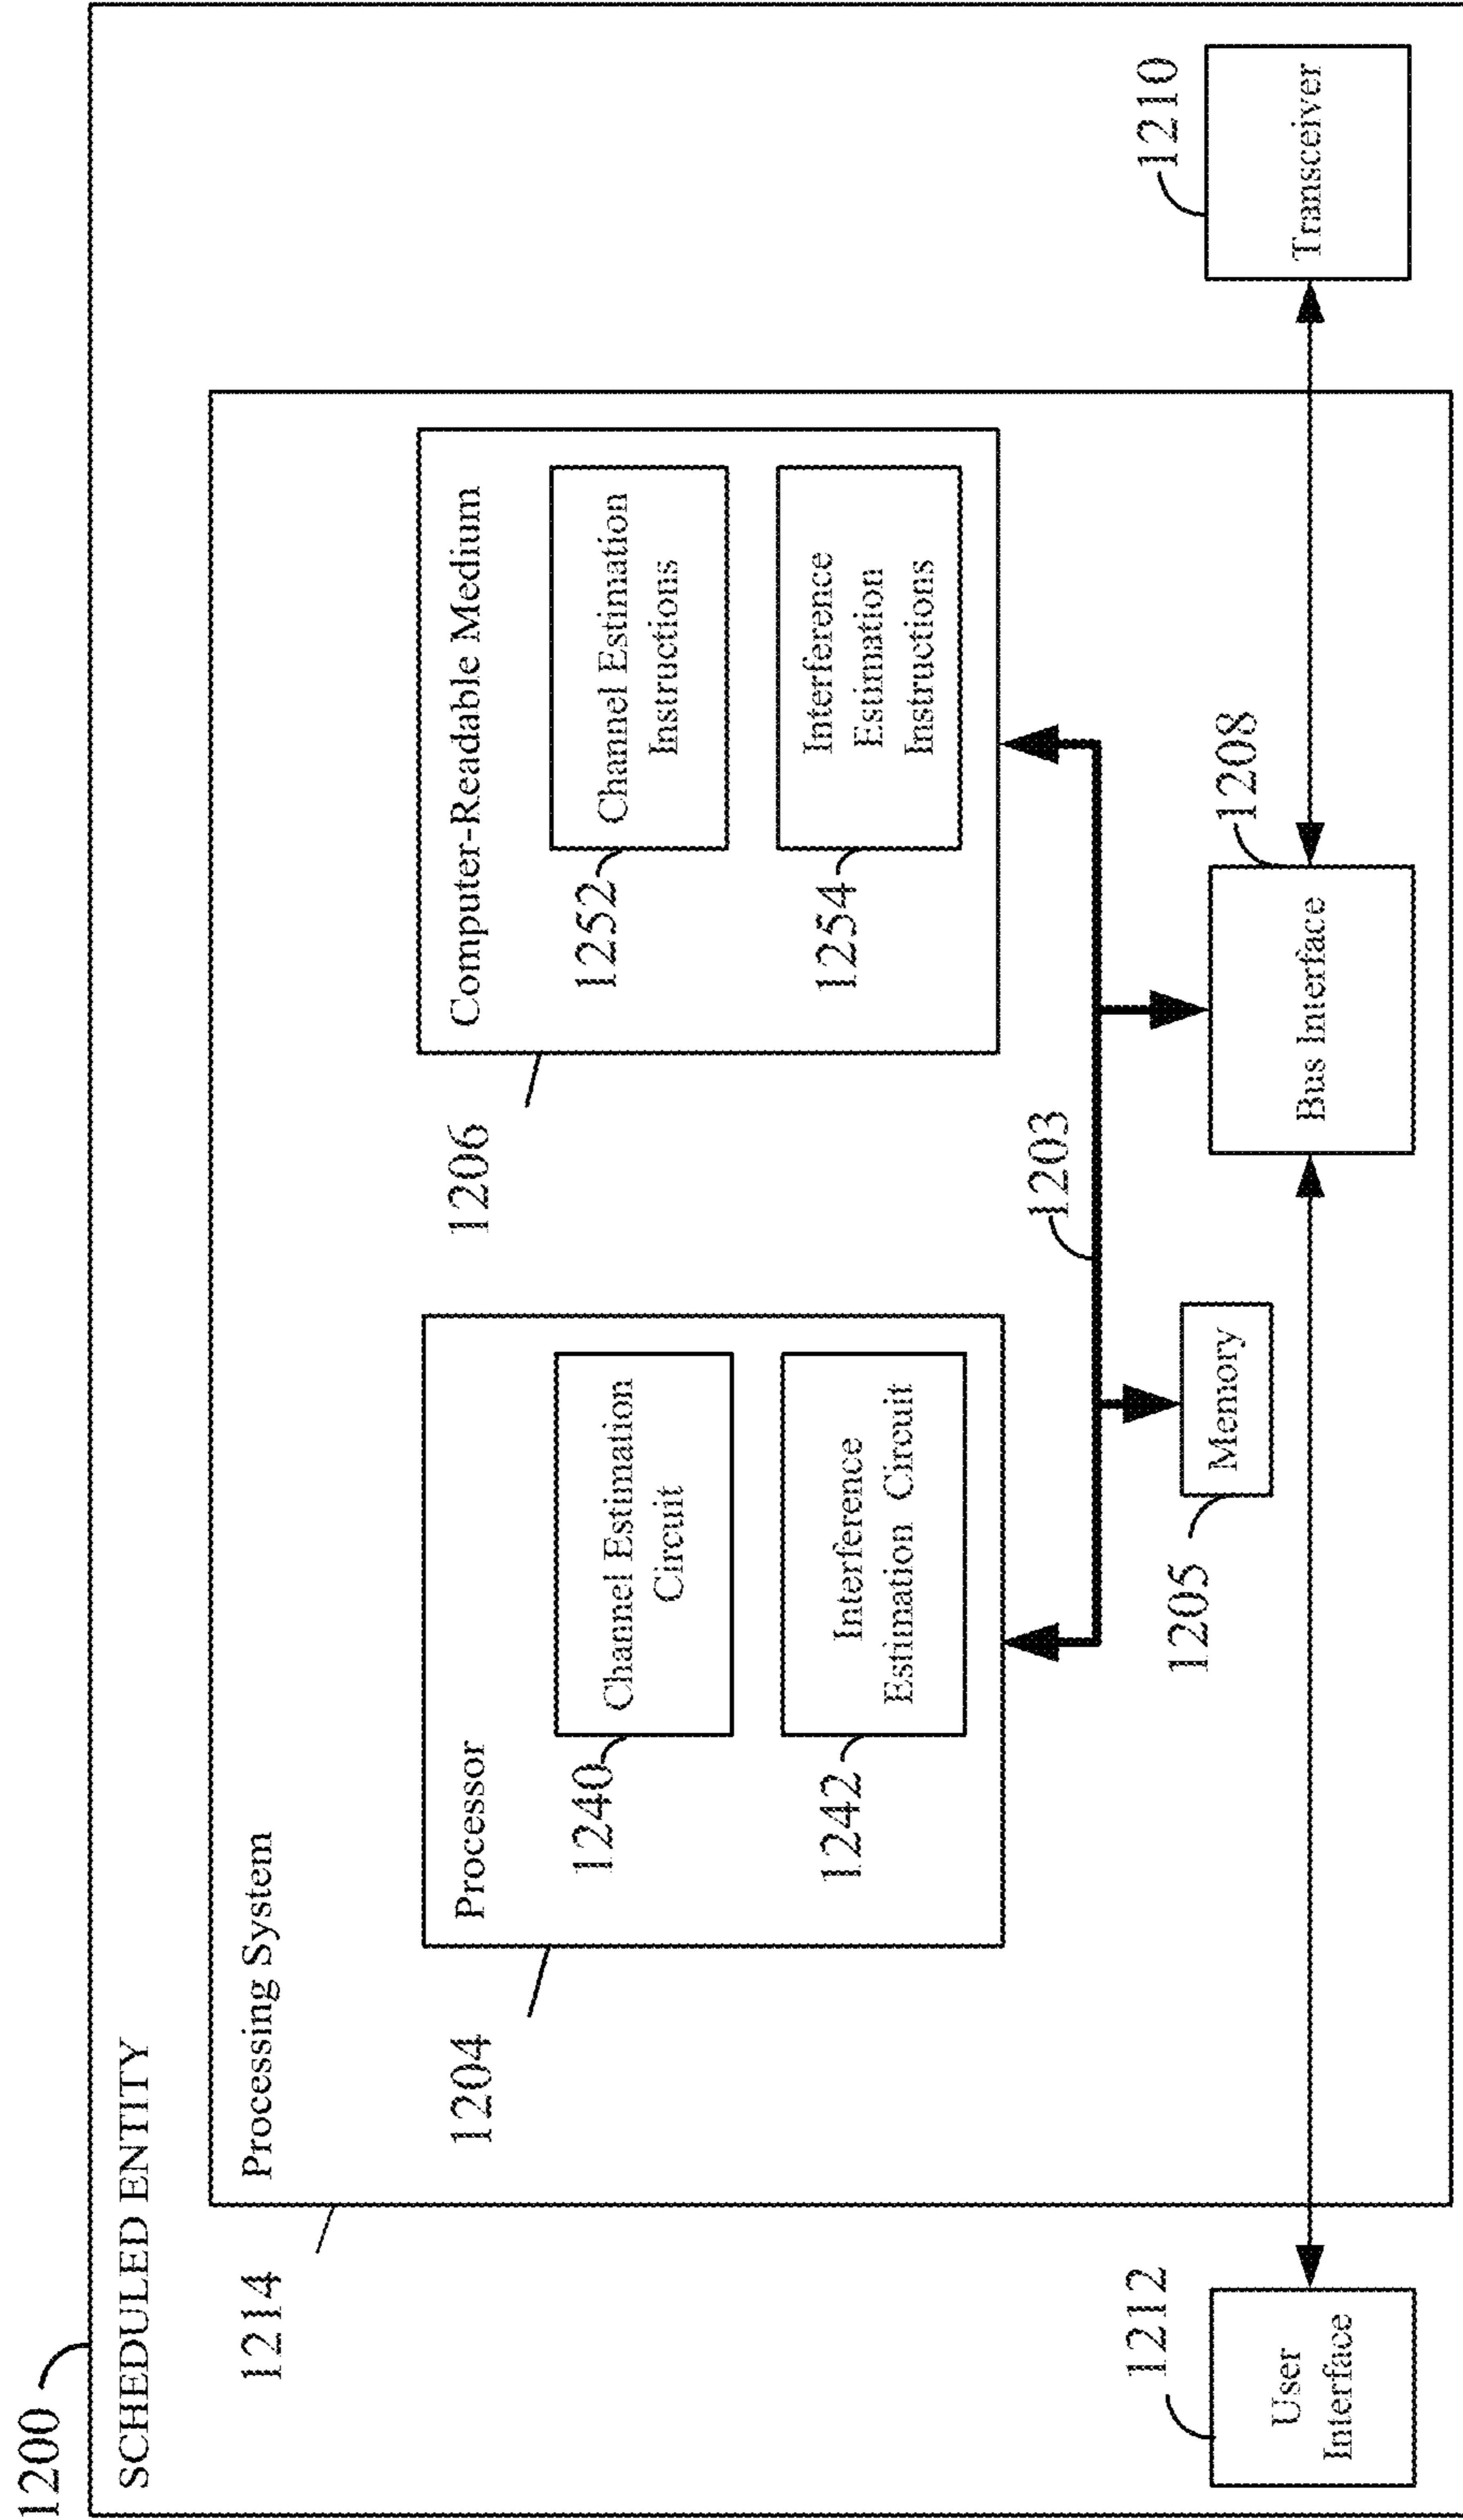 1200
SCHEDULED ENTITY
1214
Processing System
1204
Processor
1240
Channel Estimation
Circuit
1242
Interference
Estimation Circuit
1206
Computer-Readable Medium
1252
Channel Estimation
Instructions
1254
Interference
Estimation
Instructions
1203
1205
Memory
1208
Bus Interface
1212
User
Interface
1210
Transceiver